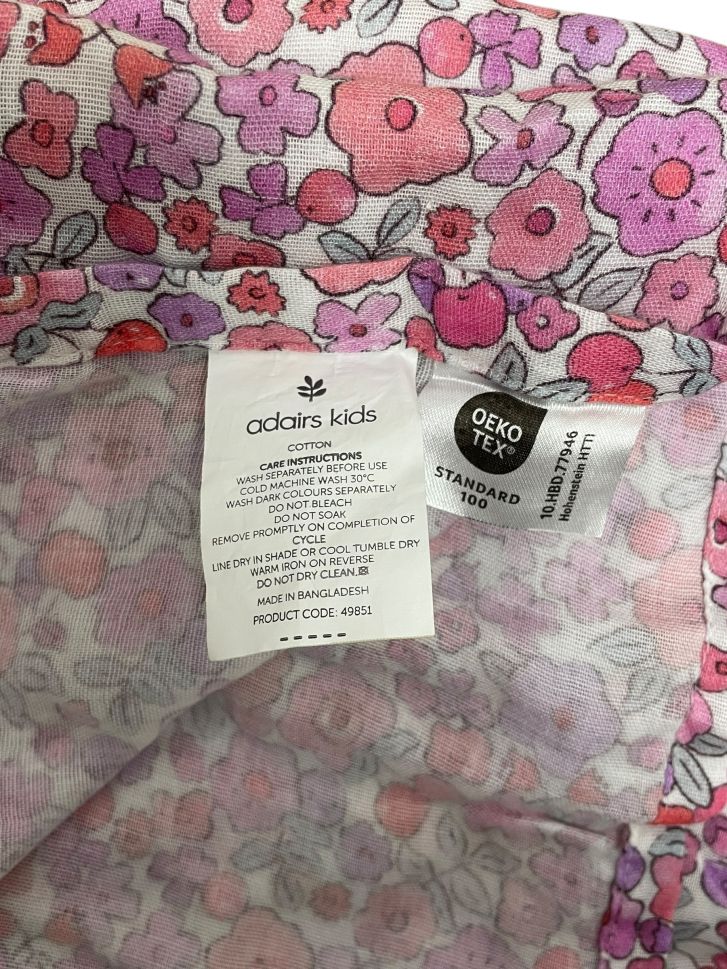 adairs kids
COTTON
CARE INSTRUCTIONS
WASH SEPARATELY BEFORE USE
COLD MACHINE WASH 30°C
WASH DARK COLOURS SEPARATELY
DO NOT BLEACH
DO NOT SOAK
REMOVE PROMPTLY ON COMPLETION OF
CYCLE
LINE DRY IN SHADE OR COOL TUMBLE DRY
WARM IRON ON REVERSE
DO NOT DRY CLEAN.
MADE IN BANGLADESH
PRODUCT CODE: 49851
OEKO
TEX®
STANDARD
100
10.HBD.77946
Hohenstein HTTI